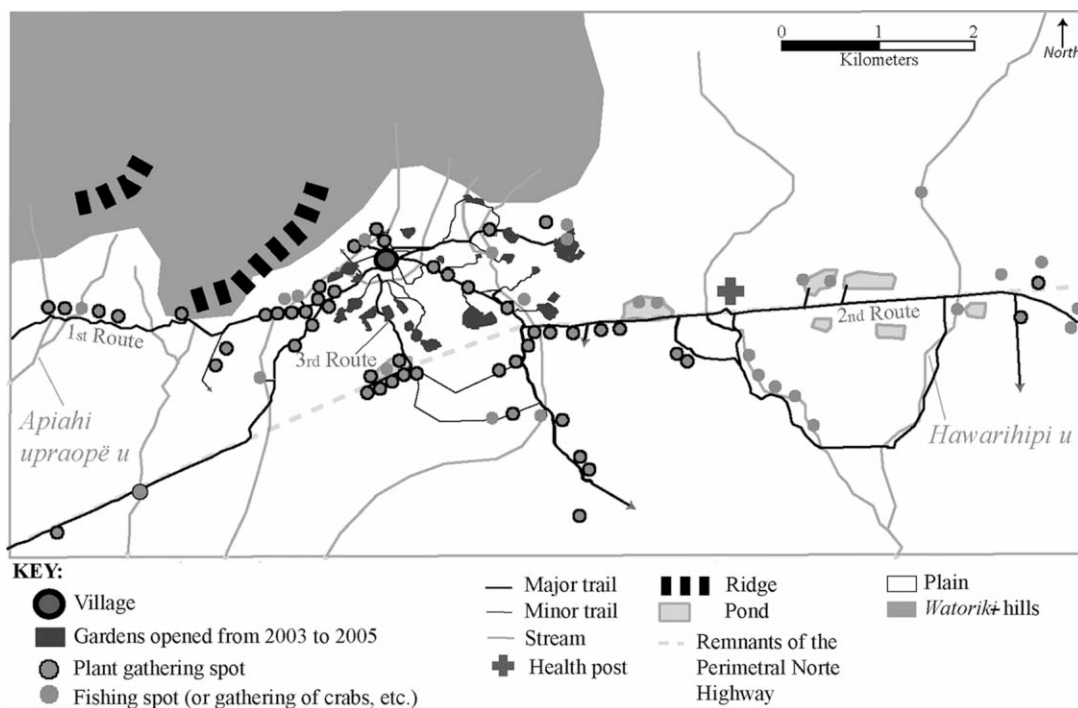 0 1 2
Kilometers
North
1st Route
2nd Route
3rd Route
Apiahi
upraopë u
Hawarihipi u
KEY:
Village
Gardens opened from 2003 to 2005
Plant gathering spot
Fishing spot (or gathering of crabs, etc.)
Major trail
Minor trail
Stream
Health post
Ridge
Pond
Remnants of the
Perimetral Norte
Highway
Plain
Watorikɨ hills